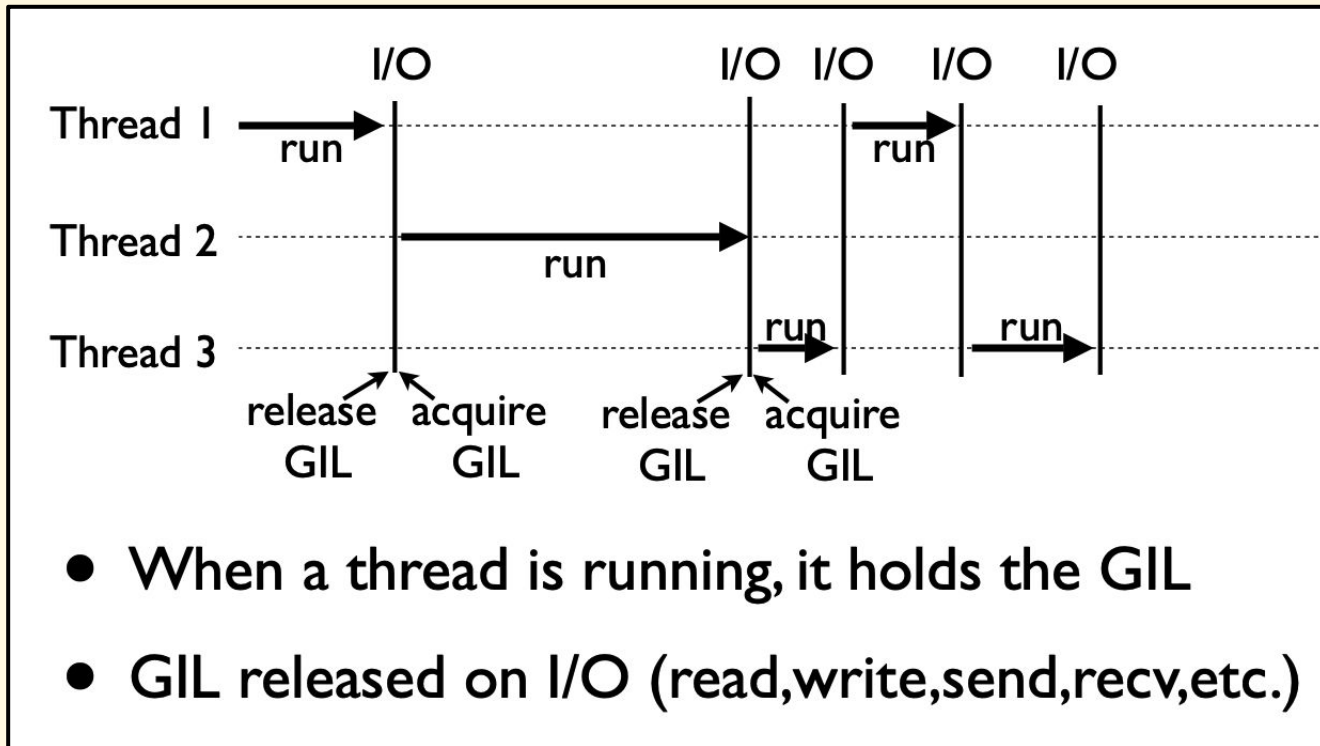 I/O I/O I/O I/O I/O
Thread 1
run run
Thread 2
run
Thread 3
run run
release acquire release acquire
GIL GIL GIL GIL
• When a thread is running, it holds the GIL
• GIL released on I/O (read,write,send,recv,etc.)